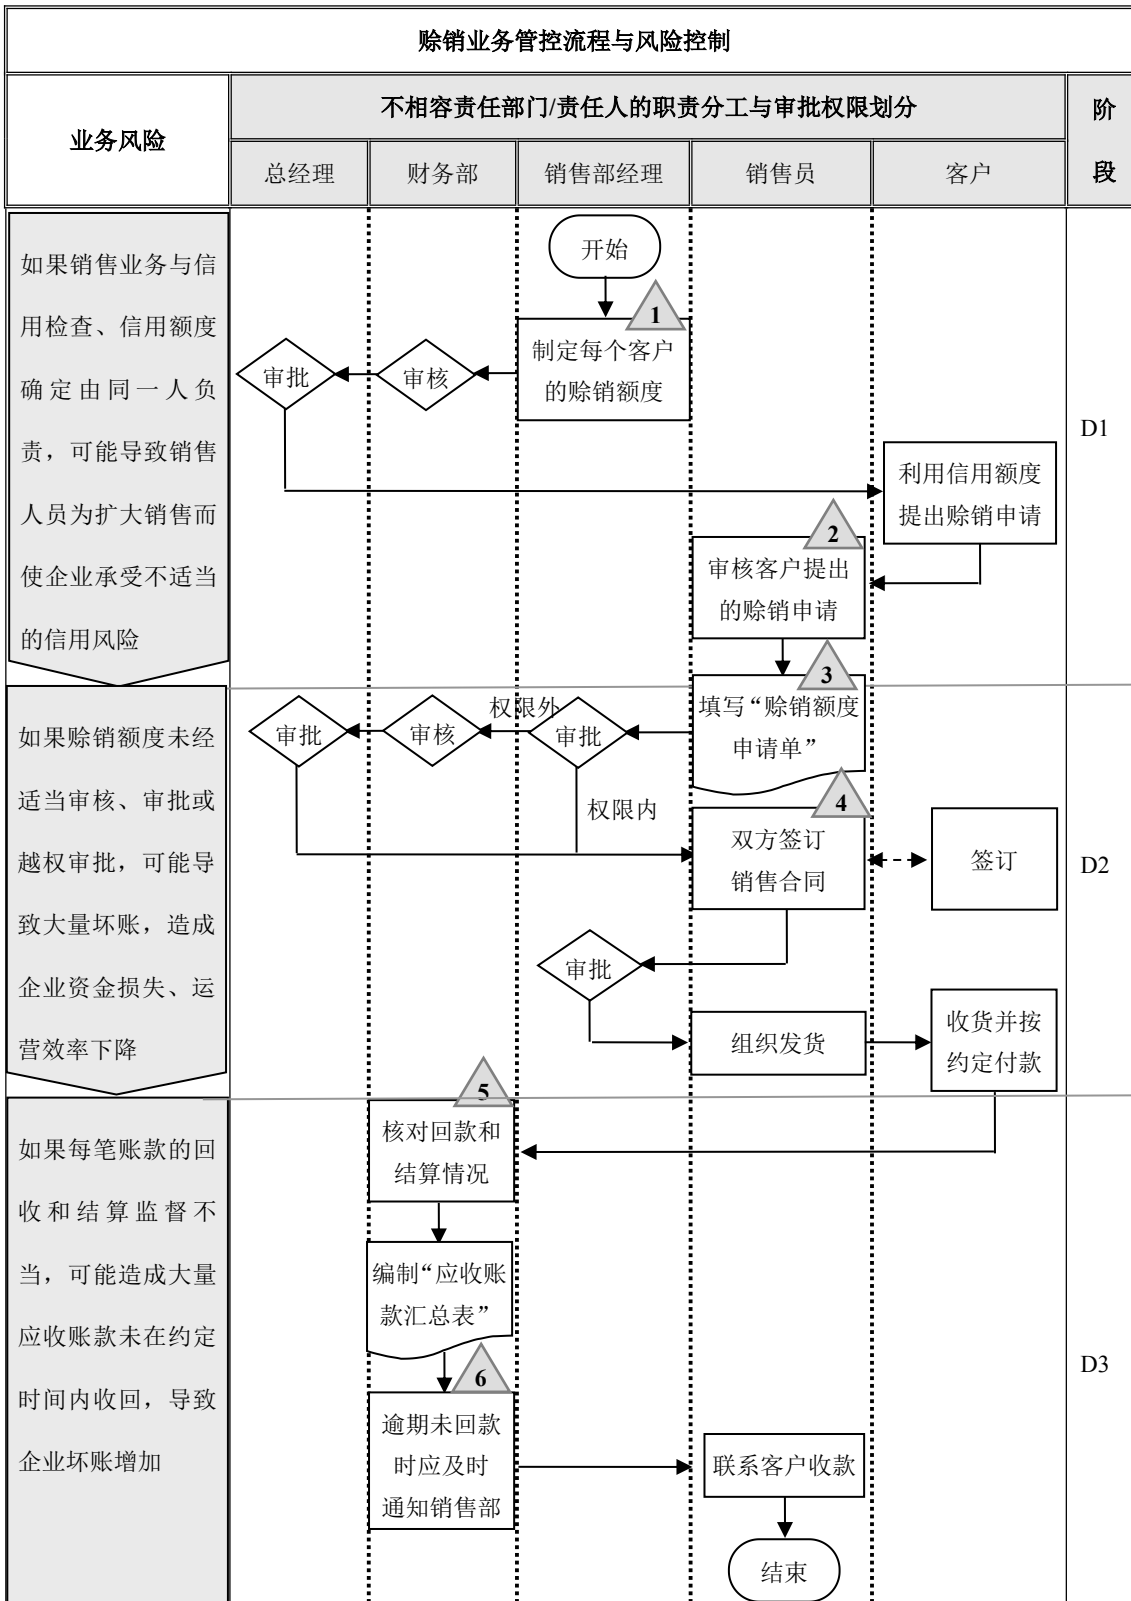 赊销业务管控流程与风险控制
业务风险
不相容责任部门/责任人的职责分工与审批权限划分
阶
段
总经理
财务部
销售部经理
销售员
客户
如果销售业务与信
用检查、信用额度
确定由同一人负
责，可能导致销售
人员为扩大销售而
使企业承受不适当
的信用风险
开始
1
制定每个客户
的赊销额度
审核
审批
利用信用额度
提出赊销申请
2
审核客户提出
的赊销申请
D1
如果赊销额度未经
适当审核、审批或
越权审批，可能导
致大量坏账，造成
企业资金损失、运
营效率下降
3
填写“赊销额度
申请单”
审批
权限外
审核
审批
权限内
4
双方签订
销售合同
签订
审批
组织发货
收货并按
约定付款
D2
如果每笔账款的回
收和结算监督不
当，可能造成大量
应收账款未在约定
时间内收回，导致
企业坏账增加
5
核对回款和
结算情况
编制“应收账
款汇总表”
6
逾期未回款
时应及时
通知销售部
联系客户收款
结束
D3